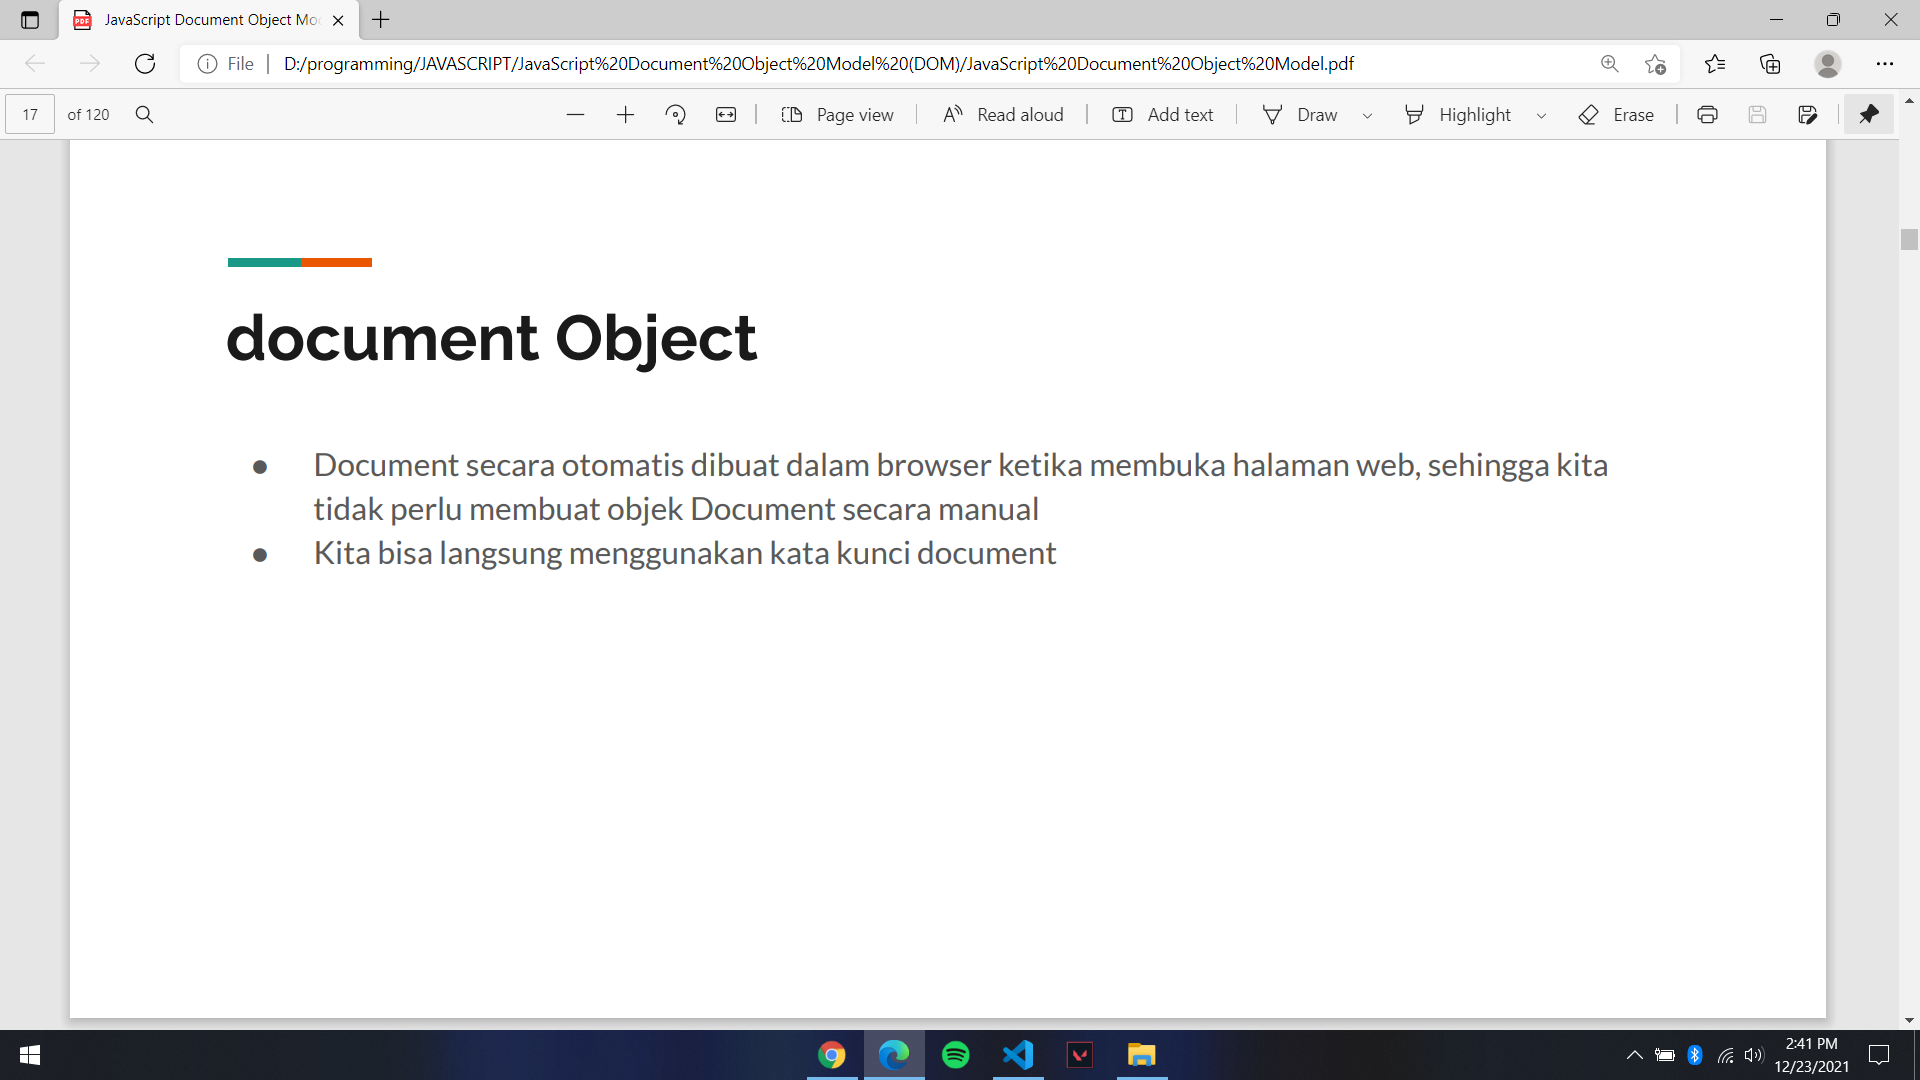 JavaScript Document Object Mo
File
D:/programming/JAVASCRIPT/JavaScript%20Document%20Object%20Model%20(DOM)/JavaScript%20Document%20Object%20Model.pdf
17 of 120
Page view
Read aloud
Add text
Draw
Highlight
Erase
document Object
● Document secara otomatis dibuat dalam browser ketika membuka halaman web, sehingga kita
tidak perlu membuat objek Document secara manual
● Kita bisa langsung menggunakan kata kunci document
2:41 PM
12/23/2021